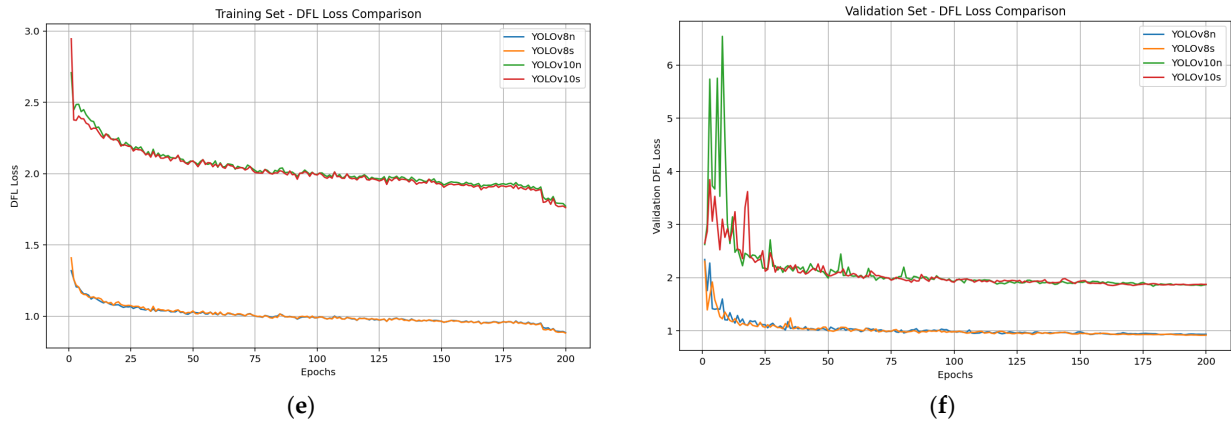 Training Set - DFL Loss Comparison
3.0
2.5
2.0
1.5
1.0
DFL Loss
0
25
50
75
100
125
150
175
200
Epochs
YOLOv8n
YOLOv8s
YOLOv10n
YOLOv10s
(e)
Validation Set - DFL Loss Comparison
6
5
4
3
2
1
Validation DFL Loss
0
25
50
75
100
125
150
175
200
Epochs
YOLOv8n
YOLOv8s
YOLOv10n
YOLOv10s
(f)